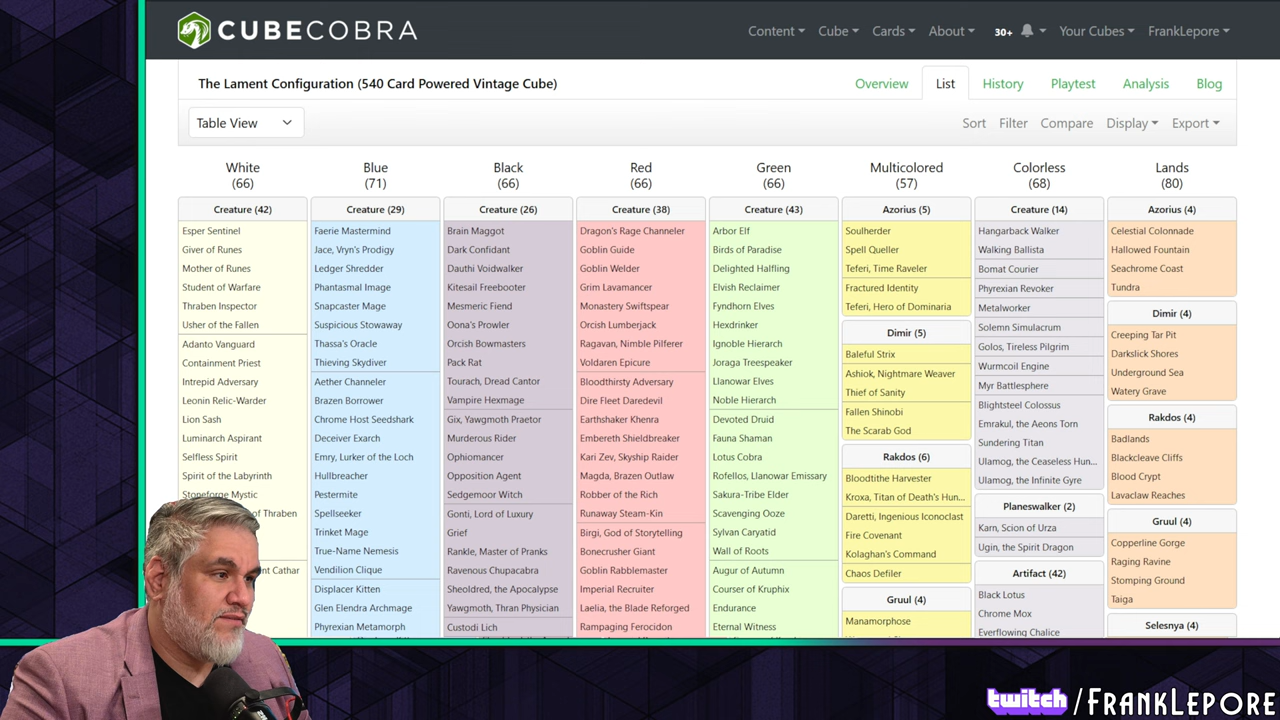 CUBECOBRA
Content Cube Cards About 30+ Your Cubes FrankLepore
The Lament Configuration (540 Card Powered Vintage Cube)
Overview List History Playtest Analysis Blog
Table View
Sort Filter Compare Display Export
White
(66)
Creature (42)
Esper Sentinel
Giver of Runes
Mother of Runes
Student of Warfare
Thraben Inspector
Usher of the Fallen
Adanto Vanguard
Containment Priest
Intrepid Adversary
Leonin Relic-Warder
Lion Sash
Luminarch Aspirant
Selfless Spirit
Spirit of the Labyrinth
Stoneforge Mystic
of Thraben
Cathar
Blue
(71)
Creature (29)
Faerie Mastermind
Jace, Vryn's Prodigy
Ledger Shredder
Phantasmal Image
Snapcaster Mage
Suspicious Stowaway
Thassa's Oracle
Thieving Skydiver
Aether Channeler
Brazen Borrower
Chrome Host Seedshark
Deceiver Exarch
Emry, Lurker of the Loch
Hullbreacher
Pestermite
Spellseeker
Trinket Mage
True-Name Nemesis
Vendilion Clique
Displacer Kitten
Glen Elendra Archmage
Phyrexian Metamorph
Black
(66)
Creature (26)
Brain Maggot
Dark Confidant
Dauthi Voidwalker
Kitesail Freebooter
Mesmeric Fiend
Oona's Prowler
Orcish Bowmasters
Pack Rat
Tourach, Dread Cantor
Vampire Hexmage
Gix, Yawgmoth Praetor
Murderous Rider
Ophiomancer
Opposition Agent
Sedgemoor Witch
Gonti, Lord of Luxury
Grief
Rankle, Master of Pranks
Ravenous Chupacabra
Sheoldred, the Apocalypse
Yawgmoth, Thran Physician
Custodi Lich
Red
(66)
Creature (38)
Dragon's Rage Channeler
Goblin Guide
Goblin Welder
Grim Lavamancer
Monastery Swiftspear
Orcish Lumberjack
Ragavan, Nimble Pilferer
Voldaren Epicure
Bloodthirsty Adversary
Dire Fleet Daredevil
Earthshaker Khenra
Embereth Shieldbreaker
Kari Zev, Skyship Raider
Magda, Brazen Outlaw
Robber of the Rich
Runaway Steam-Kin
Birgi, God of Storytelling
Bonecrusher Giant
Goblin Rabblemaster
Imperial Recruiter
Laelia, the Blade Reforged
Rampaging Ferocidon
Green
(66)
Creature (43)
Arbor Elf
Birds of Paradise
Delighted Halfling
Elvish Reclaimer
Fyndhorn Elves
Hexdrinker
Ignoble Hierarch
Joraga Treespeaker
Llanowar Elves
Noble Hierarch
Devoted Druid
Fauna Shaman
Lotus Cobra
Rofellos, Llanowar Emissary
Sakura-Tribe Elder
Scavenging Ooze
Sylvan Caryatid
Wall of Roots
Augur of Autumn
Courser of Kruphix
Endurance
Eternal Witness
Multicolored
(57)
Azorius (5)
Soulherder
Spell Queller
Teferi, Time Raveler
Fractured Identity
Teferi, Hero of Dominaria
Dimir (5)
Baleful Strix
Ashiok, Nightmare Weaver
Thief of Sanity
Fallen Shinobi
The Scarab God
Rakdos (6)
Bloodtithe Harvester
Kroxa, Titan of Death's Hun...
Daretti, Ingenious Iconoclast
Fire Covenant
Kolaghan's Command
Chaos Defiler
Gruul (4)
Manamorphose
Colorless
(68)
Creature (14)
Hangarback Walker
Walking Ballista
Bomat Courier
Phyrexian Revoker
Metalworker
Solemn Simulacrum
Golos, Tireless Pilgrim
Wurmcoil Engine
Myr Battlesphere
Blightsteel Colossus
Emrakul, the Aeons Torn
Sundering Titan
Ulamog, the Ceaseless Hun...
Ulamog, the Infinite Gyre
Planeswalker (2)
Karn, Scion of Urza
Ugin, the Spirit Dragon
Artifact (42)
Black Lotus
Chrome Mox
Everflowing Chalice
Lands
(80)
Azorius (4)
Celestial Colonnade
Hallowed Fountain
Seachrome Coast
Tundra
Dimir (4)
Creeping Tar Pit
Darkslick Shores
Underground Sea
Watery Grave
Rakdos (4)
Badlands
Blackcleave Cliffs
Blood Crypt
Lavaclaw Reaches
Gruul (4)
Copperline Gorge
Raging Ravine
Stomping Ground
Taiga
Selesnya (4)
twitch/FRANKLEPORE